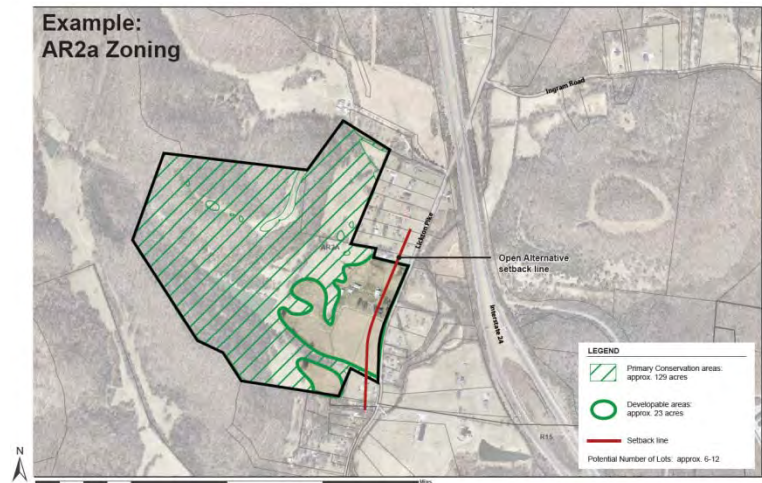 Example:
AR2a Zoning
Ingram Road
Lickton Pike
AR2A
Open Alternative
setback line
Interstate 24
R15
LEGEND
Primary Conservation areas:
approx. 129 acres
Developable areas:
approx. 23 acres
Setback line
Potential Number of Lots: approx. 6-12
N